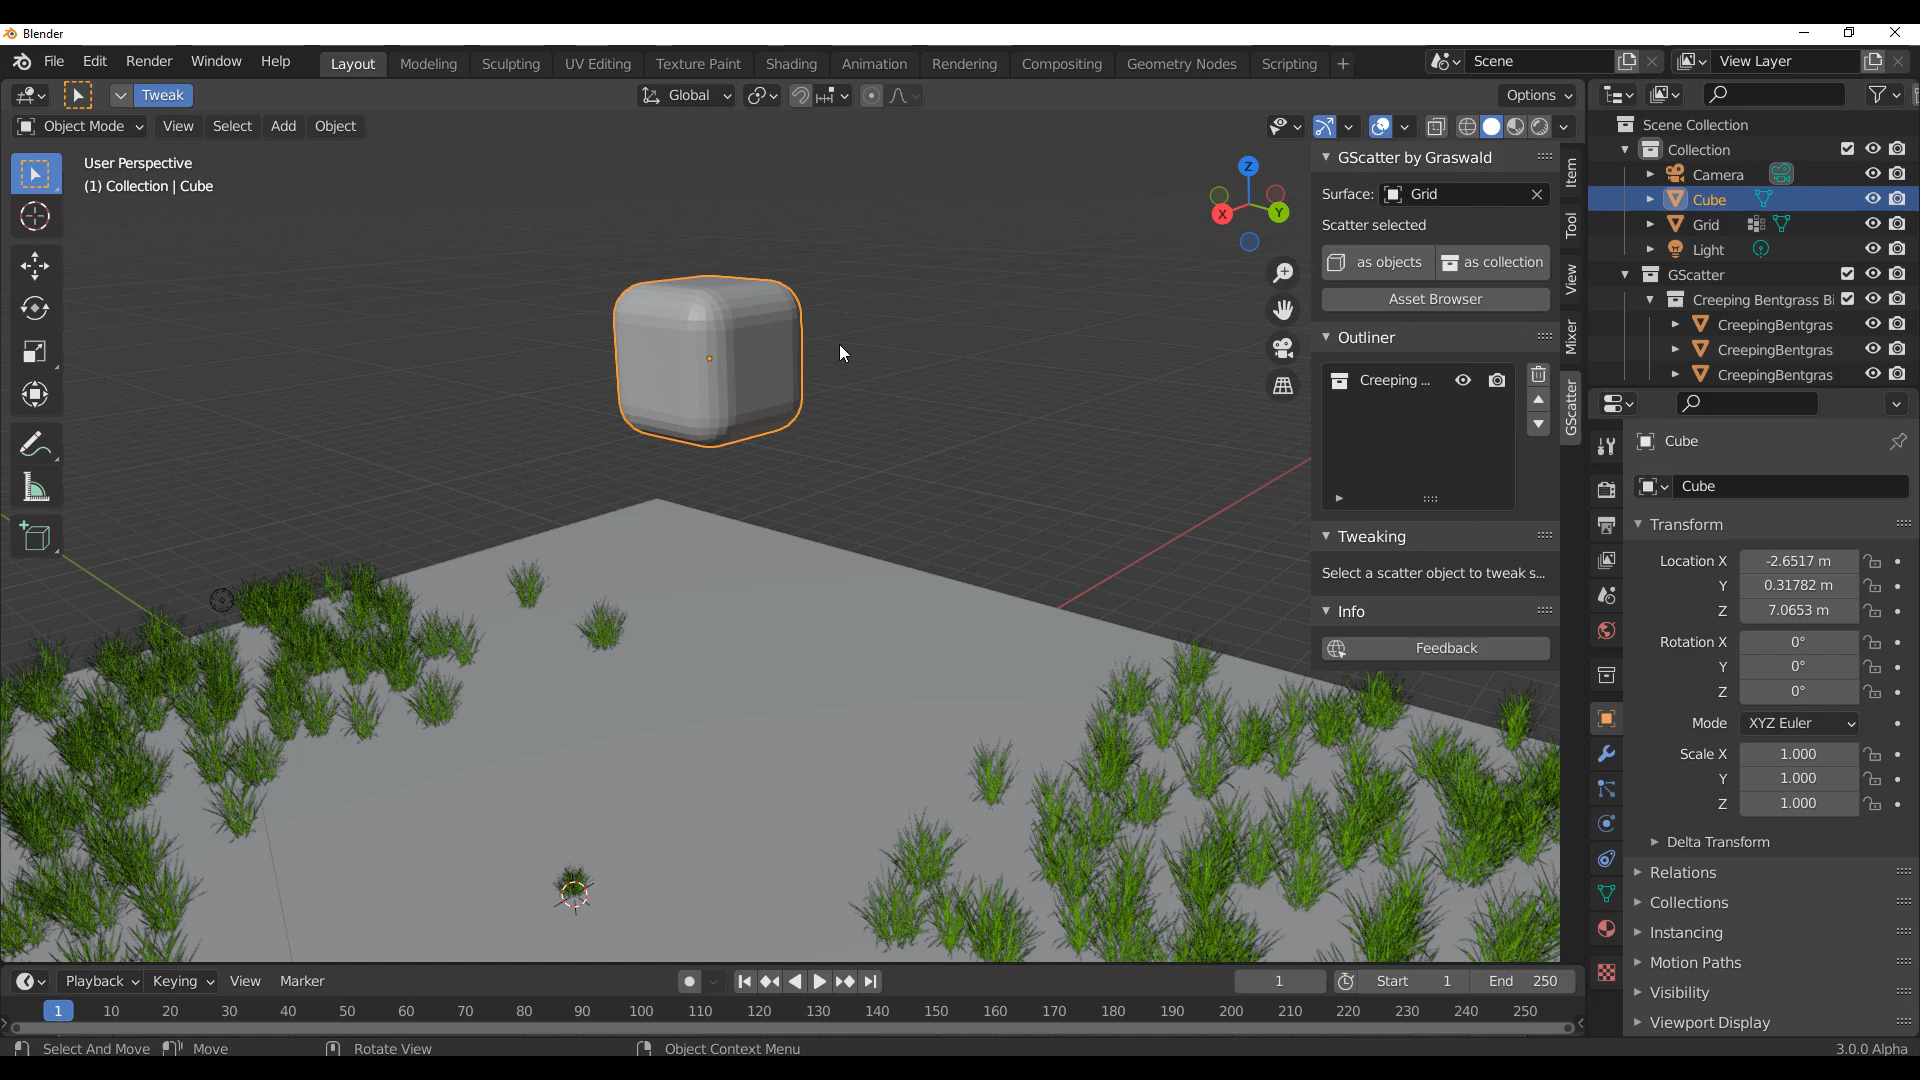 Blender
File Edit Render Window Help Layout Modeling Sculpting UV Editing Texture Paint Shading Animation Rendering Compositing Geometry Nodes Scripting + Scene View Layer
Tweak Global Options
Object Mode View Select Add Object
User Perspective
(1) Collection | Cube
Z
X
Y
GScatter by Graswald
Surface: Grid
Scatter selected
as objects as collection
Asset Browser
Outliner
Creeping ...
Tweaking
Select a scatter object to tweak s...
Info
Feedback
Item
Tool
View
Mixer
GScatter
Scene Collection
Collection
Camera
Cube
Grid
Light
GScatter
Creeping Bentgrass Bi
CreepingBentgras
CreepingBentgras
CreepingBentgras
Cube
Cube
Transform
Location X -2.6517 m
Y 0.31782 m
Z 7.0653 m
Rotation X 0°
Y 0°
Z 0°
Mode XYZ Euler
Scale X 1.000
Y 1.000
Z 1.000
Delta Transform
Relations
Collections
Instancing
Motion Paths
Visibility
Viewport Display
Playback Keying View Marker 1 Start 1 End 250
1 10 20 30 40 50 60 70 80 90 100 110 120 130 140 150 160 170 180 190 200 210 220 230 240 250
Select And Move Move Rotate View Object Context Menu 3.0.0 Alpha